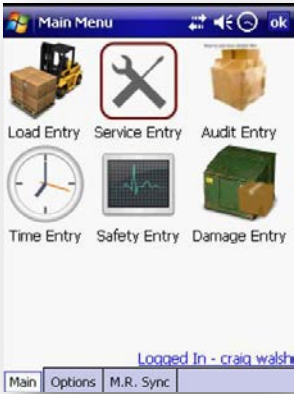 Main Menu ok
Load Entry Service Entry Audit Entry
Time Entry Safety Entry Damage Entry
Logged In - craig walsh
Main Options M.R. Sync